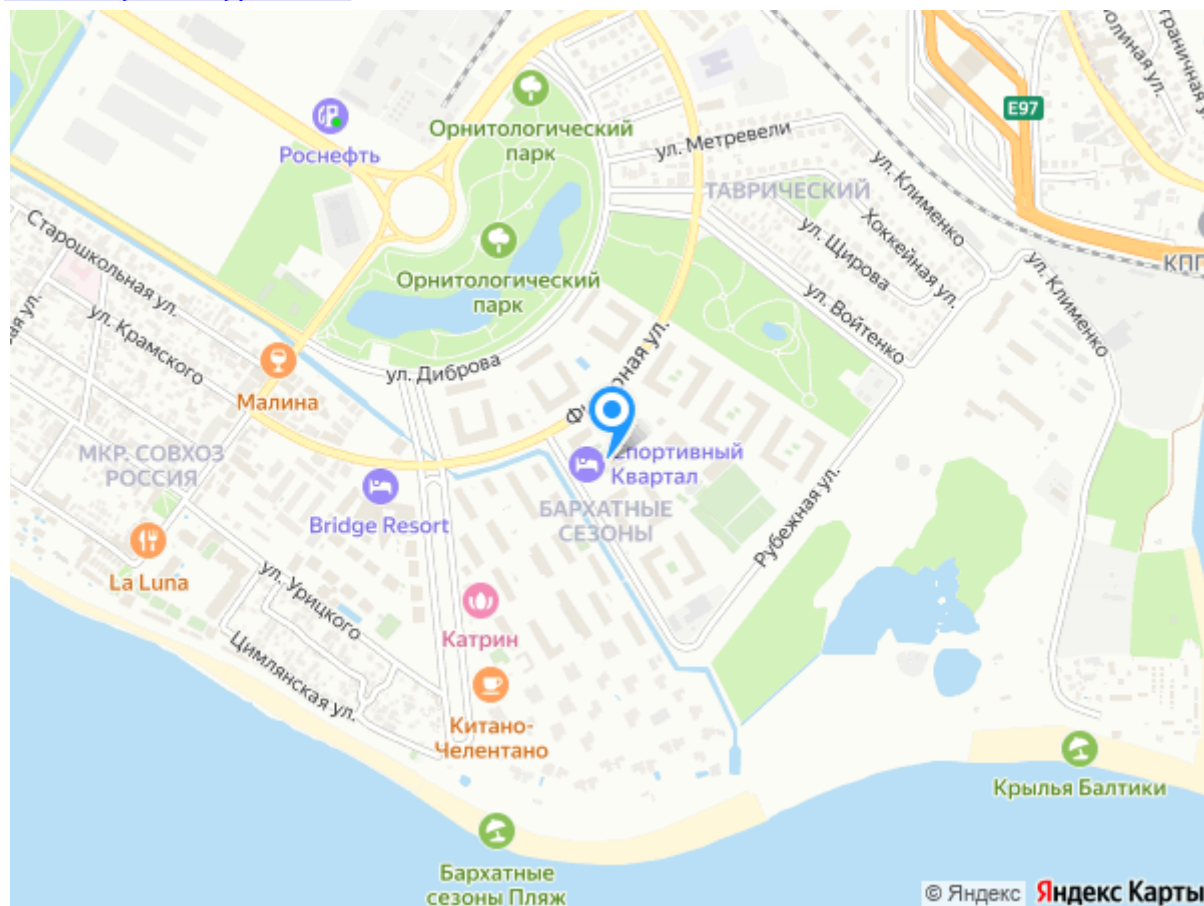 Орнитологический
парк
Роснефть
E97
ул. Метревели
ул. Клименко
ТАВРИЧЕСКИЙ
Хоккейная ул.
ул. Щирова
ул. Войтенко
ул. Клименко
Старошкольная ул.
ул. Крамского
Орнитологический
парк
ул. Диброва
Малина
МКР. СОВХОЗ
РОССИЯ
Квартал
Bridge Resort
БАРХАТНЫЕ
СЕЗОНЫ
Рубежная ул.
La Luna
ул. Урицкого
Цимлянская ул.
Катрин
Китано-
Челентано
Крылья Балтики
Бархатные
сезоны Пляж
© Яндекс Яндекс Карты